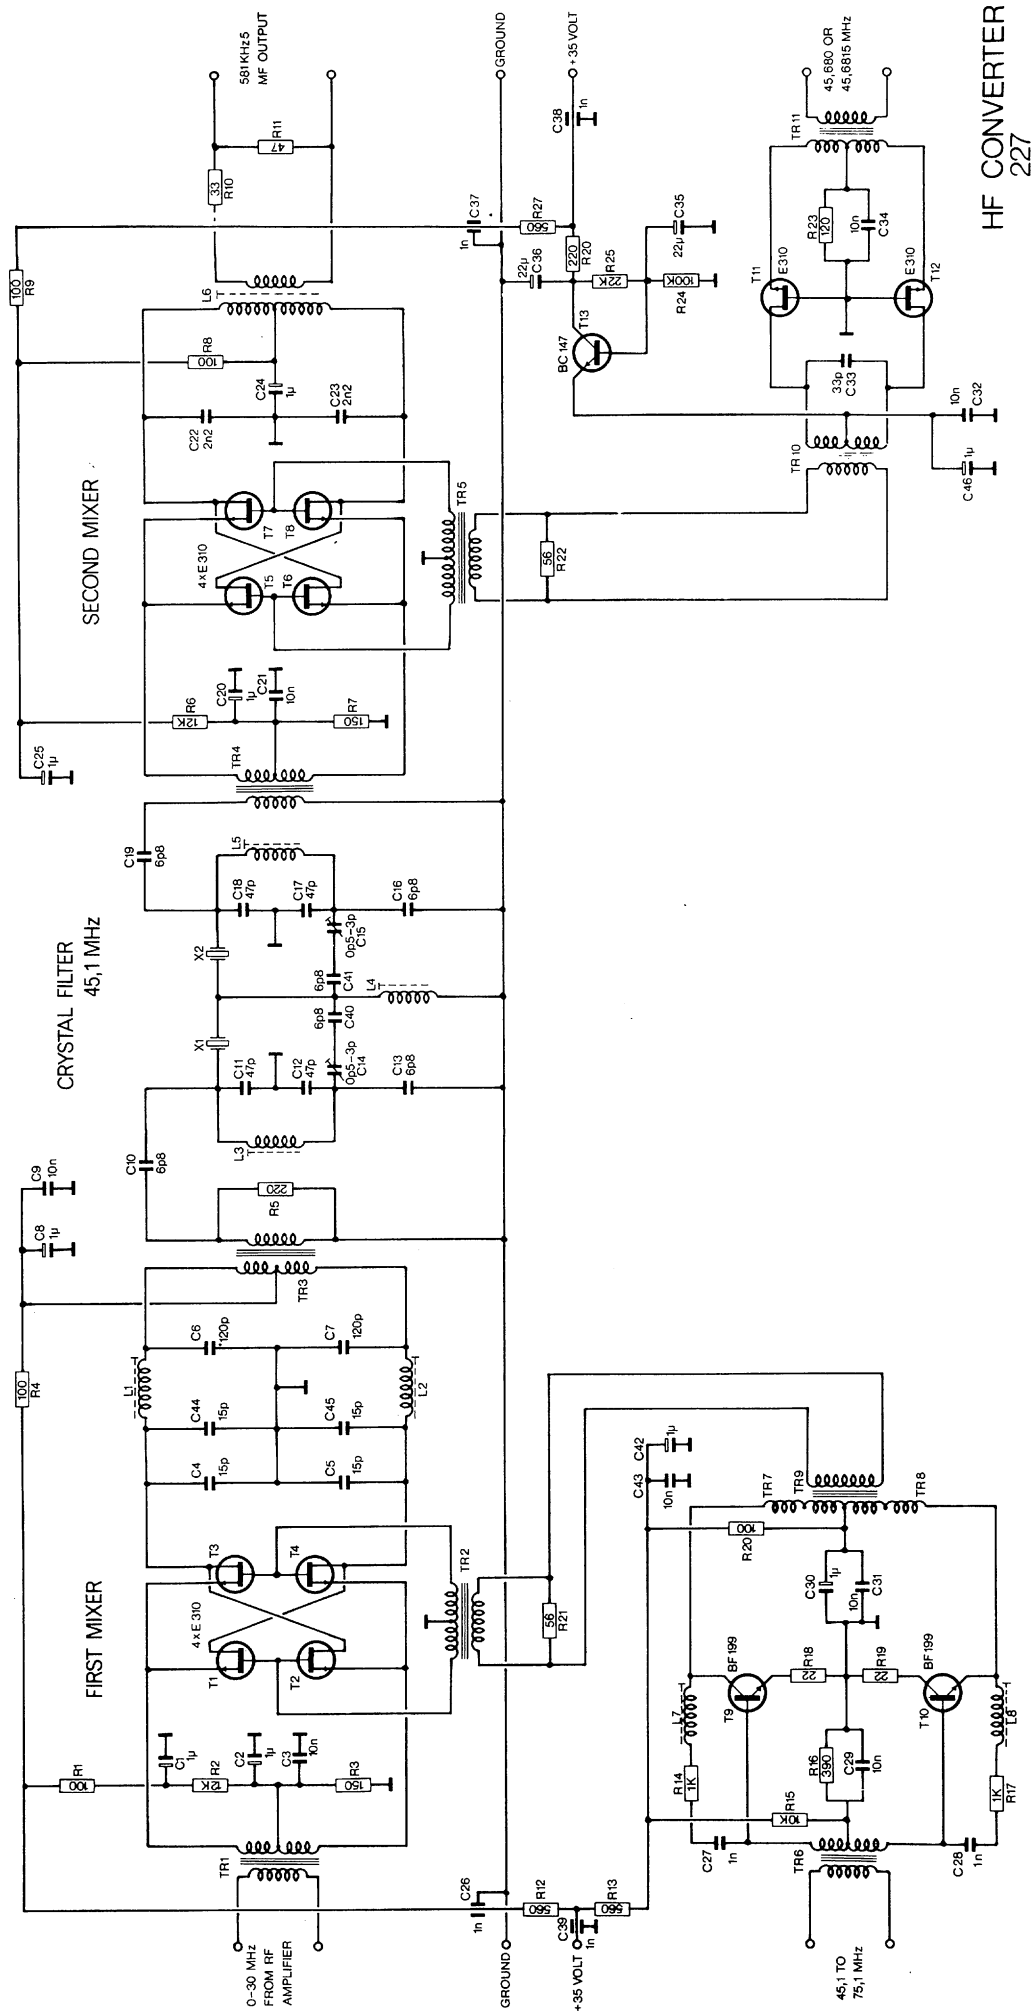 HF CONVERTER
227
FIRST MIXER
CRYSTAL FILTER
45,1 MHz
SECOND MIXER
0-30 MHz
FROM RF
AMPLIFIER
TR1
R1
100
C1
1µ
R2
12K
C2
1µ
C3
10n
R3
150
T1
T2
4xE310
T3
T4
TR2
C4
15p
C5
15p
C44
15p
C45
15p
L1
L2
C6
120p
C7
120p
R4
100
TR3
C8
1µ
C9
10n
R5
220
C10
6p8
L3
C11
47p
C12
47p
X1
0p5-3p
C14
C13
6p8
6p8
C40
6p8
C41
L4
X2
C18
47p
C17
47p
0p5-3p
C15
C16
6p8
L5
C19
6p8
TR4
C25
1µ
R6
12K
C20
1µ
C21
10n
R7
150
4xE310
T5
T6
T7
T8
TR5
C22
2n2
C23
2n2
C24
1µ
R8
100
L6
R9
100
33
R10
47
R11
581KHz5
MF OUTPUT
GROUND
+35 VOLT
C26
1n
R12
560
C39
1n
R13
560
GROUND
+35 VOLT
56
R21
56
R22
C37
1n
R27
560
C38
1n
22µ
C36
220
R20
R25
22K
22µ
C35
100K
R24
BC147
T13
45,1 TO
75,1 MHz
TR6
C27
1n
C28
1n
R14
1K
L7
R15
10K
R16
390
C29
10n
R17
1K
L8
T9
BF199
T10
BF199
R18
22
R19
22
C30
1µ
C31
10n
R20
100
C43
10n
C42
1µ
TR7
TR9
TR8
TR10
C46
1µ
10n
C32
33p
C33
T11
E310
T12
E310
R23
120
10n
C34
TR11
45,680 OR
45,6815 MHz